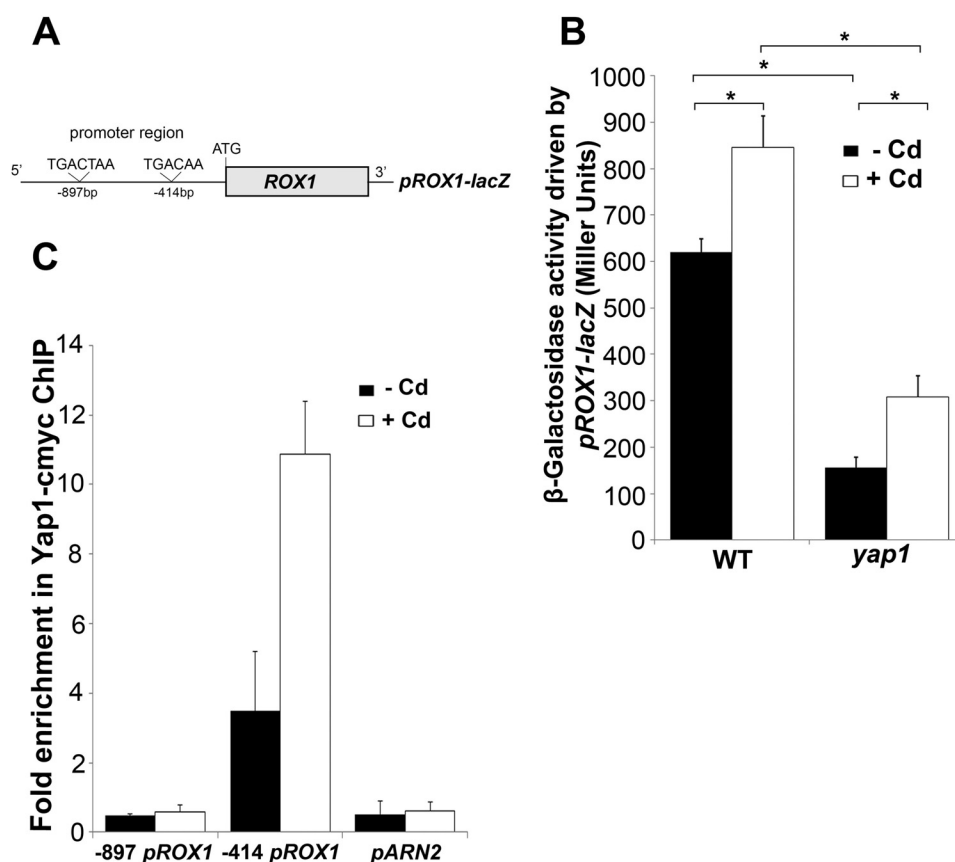 A
promoter region
5’ TGACTAA TGACAA ATG ROX1 3’ pROX1-lacZ
-897bp -414bp
B
β-Galactosidase activity driven by
pROX1-lacZ (Miller Units)
1000
900
800
700
600
500
400
300
200
100
0
* * * *
- Cd
+ Cd
WT yap1
C
Fold enrichment in Yap1-cmyc ChIP
14
12
10
8
6
4
2
0
- Cd
+ Cd
-897 pROX1 -414 pROX1 pARN2